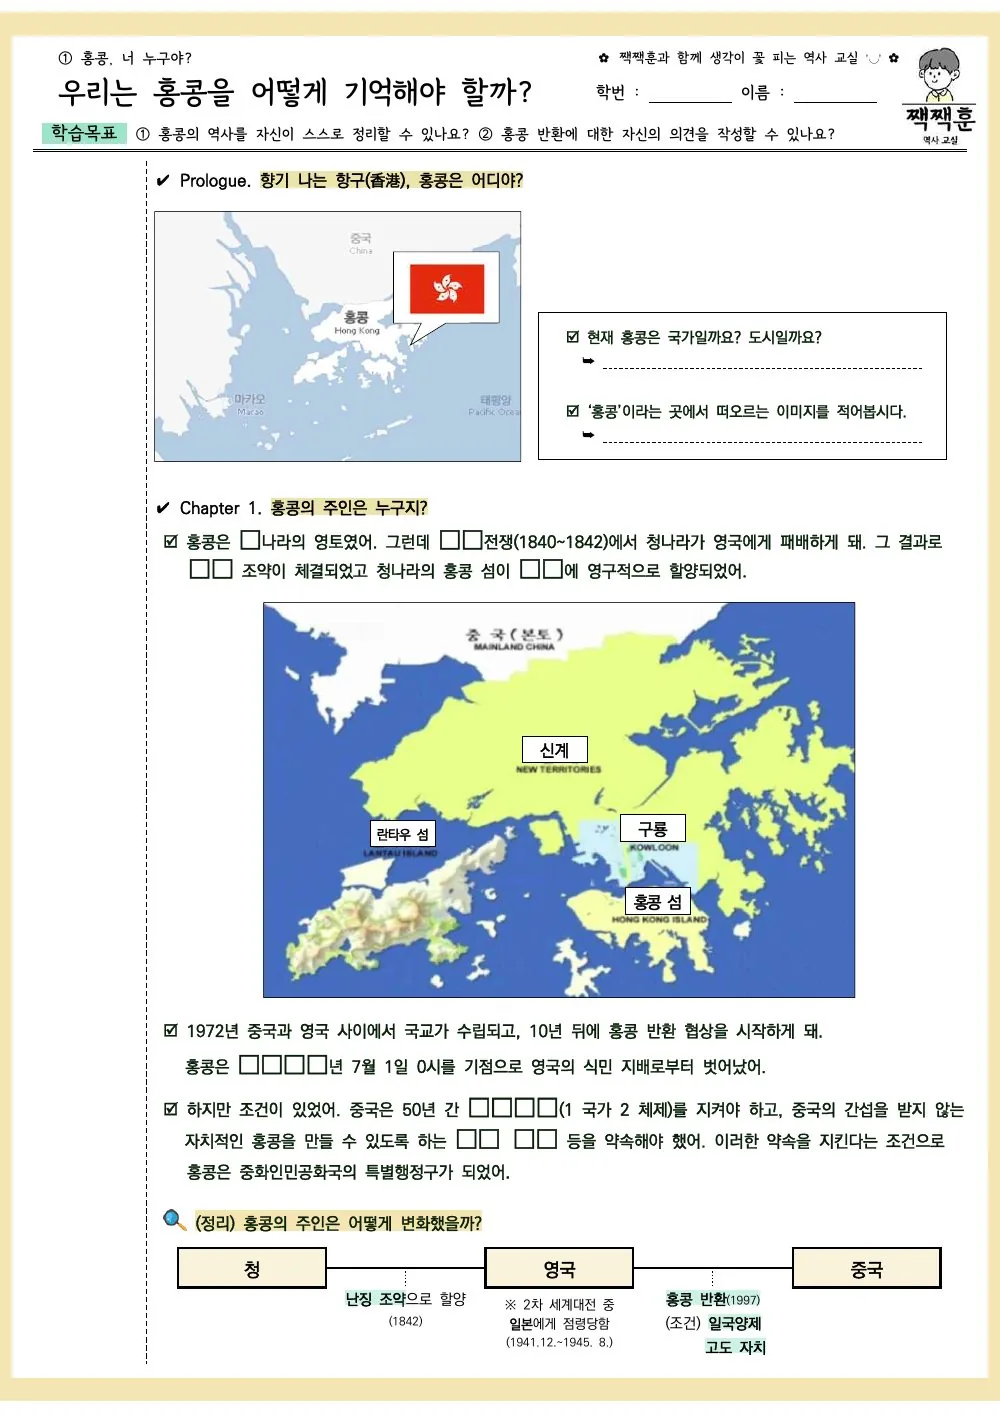 ① 홍콩, 너 누구야?
✿ 짹짹훈과 함께 생각이 꽃 피는 역사 교실 ᵔᴗᵔ ✿
우리는 홍콩을 어떻게 기억해야 할까?
학번 : 이름 :
짹짹훈
역사 교실
학습목표 ① 홍콩의 역사를 자신이 스스로 정리할 수 있나요? ② 홍콩 반환에 대한 자신의 의견을 작성할 수 있나요?
✔ Prologue. 향기 나는 항구(香港), 홍콩은 어디야?
중국
China
홍콩
Hong Kong
마카오
Macao
태평양
Pacific Ocea
☑ 현재 홍콩은 국가일까요? 도시일까요?
➥
☑ ‘홍콩’이라는 곳에서 떠오르는 이미지를 적어봅시다.
➥
✔ Chapter 1. 홍콩의 주인은 누구지?
☑ 홍콩은 □나라의 영토였어. 그런데 □□전쟁(1840~1842)에서 청나라가 영국에게 패배하게 돼. 그 결과로
□□ 조약이 체결되었고 청나라의 홍콩 섬이 □□에 영구적으로 할양되었어.
중 국 ( 본토 )
MAINLAND CHINA
신계
NEW TERRITORIES
구룡
KOWLOON
란타우 섬
LANTAU ISLAND
홍콩 섬
HONG KONG ISLAND
☑ 1972년 중국과 영국 사이에서 국교가 수립되고, 10년 뒤에 홍콩 반환 협상을 시작하게 돼.
홍콩은 □□□□년 7월 1일 0시를 기점으로 영국의 식민 지배로부터 벗어났어.
☑ 하지만 조건이 있었어. 중국은 50년 간 □□□□(1 국가 2 체제)를 지켜야 하고, 중국의 간섭을 받지 않는
자치적인 홍콩을 만들 수 있도록 하는 □□ □□ 등을 약속해야 했어. 이러한 약속을 지킨다는 조건으로
홍콩은 중화인민공화국의 특별행정구가 되었어.
(정리) 홍콩의 주인은 어떻게 변화했을까?
청 영국 중국
난징 조약으로 할양
(1842)
※ 2차 세계대전 중
일본에게 점령당함
(1941.12.~1945. 8.)
홍콩 반환(1997)
(조건) 일국양제
고도 자치